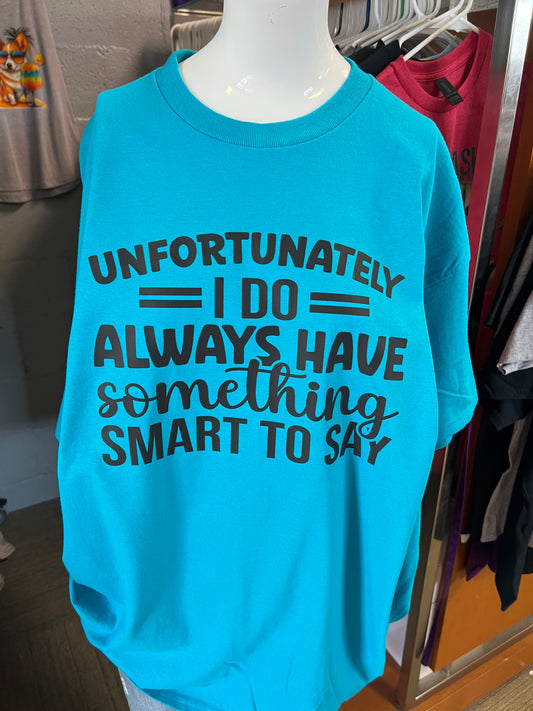 UNFORTUNATELY
I DO
ALWAYS HAVE
something
SMART TO SAY